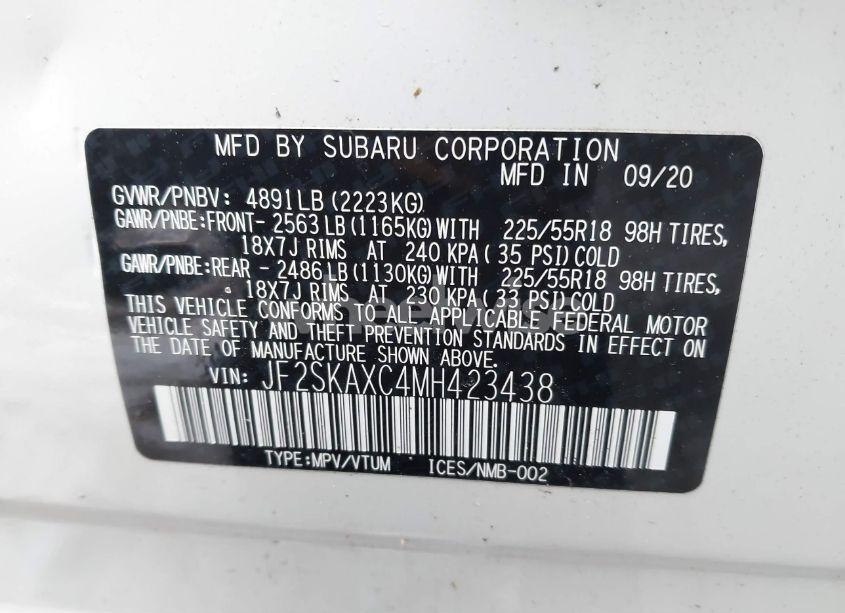 MFD BY SUBARU CORPORATION
MFD IN 09/20
GVWR/PNBV: 4891LB(2223KG)
GAWR/PNBE:FRONT- 2563LB(1165KG)WITH 225/55R18 98H TIRES,
18X7J RIMS AT 240 KPA( 35 PSI)COLD
GAWR/PNBE:REAR - 2486LB(1130KG)WITH 225/55R18 98H TIRES,
18X7J RIMS AT 230 KPA(33 PSI)COLD
THIS VEHICLE CONFORMS TO ALL APPLICABLE FEDERAL MOTOR
VEHICLE SAFETY AND THEFT PREVENTION STANDARDS IN EFFECT ON
THE DATE OF MANUFACTURE SHOWN ABOVE.
VIN: JF2SKAXC4MH423438
TYPE:MPV/VTUM ICES/NMB-002